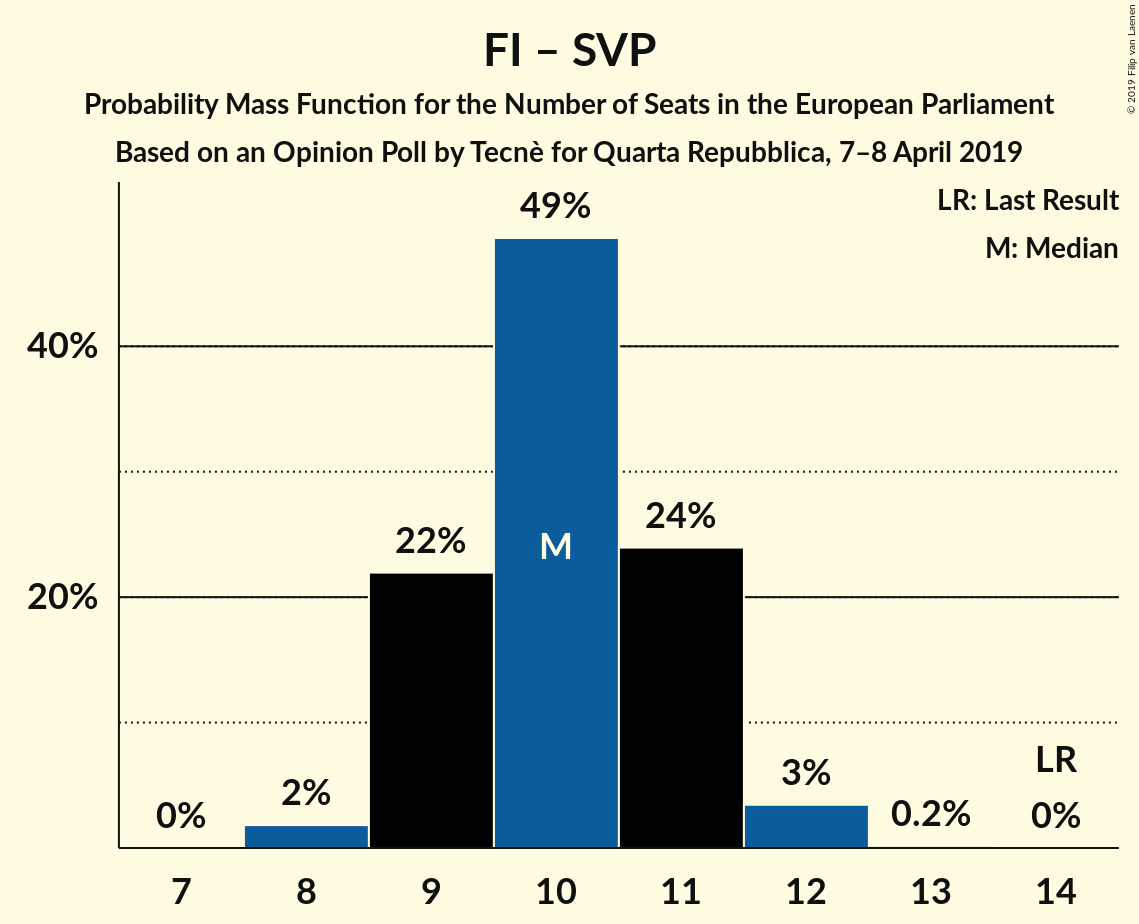 FI – SVP
Probability Mass Function for the Number of Seats in the European Parliament
Based on an Opinion Poll by Tecnè for Quarta Repubblica, 7–8 April 2019
© 2019 Filip van Laenen
LR: Last Result
M: Median
49%
40%
24%
22%
M
20%
LR
3%
2%
0%
0.2%
0%
7 8 9 10 11 12 13 14